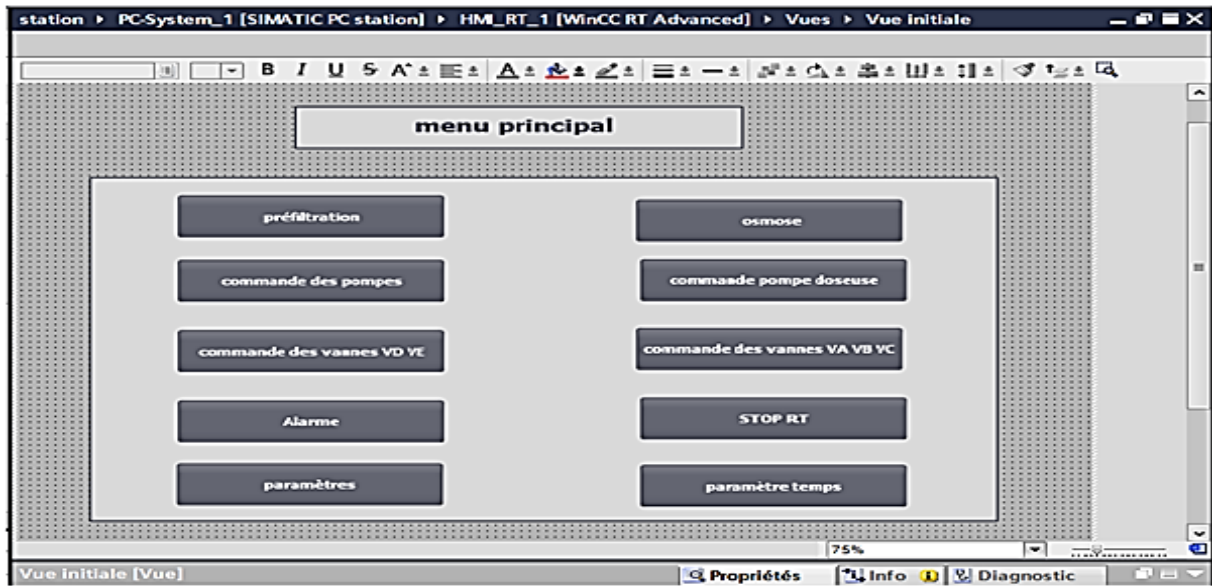 station ▸ PC-System_1 [SIMATIC PC station] ▸ HMI_RT_1 [WinCC RT Advanced] ▸ Vues ▸ Vue initiale
B I U S A A
menu principal
préfiltration osmose
commande des pompes commande pompe doseuse
commande des vannes VD VE commande des vannes VA VB VC
Alarme STOP RT
paramètres paramètre temps
75%
Vue initiale [Vue] Propriétés Info Diagnostic